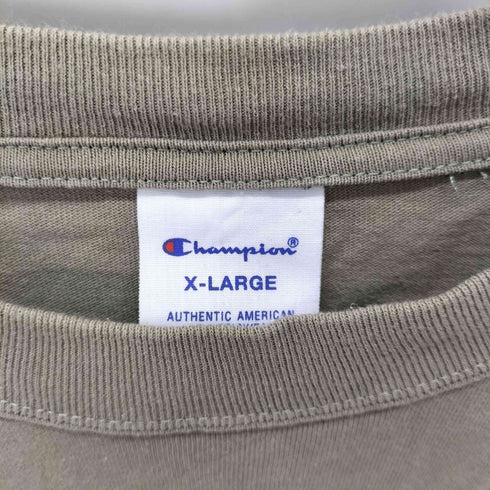 Champion®
X-LARGE
AUTHENTIC AMERICAN